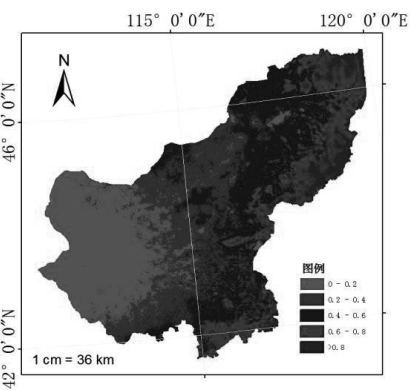 115° 0′0″E
120° 0′0″E
N
46° 0′0″N
42° 0′0″N
图例
0 - 0.2
0.2 - 0.4
0.4 - 0.6
0.6 - 0.8
>0.8
1 cm = 36 km